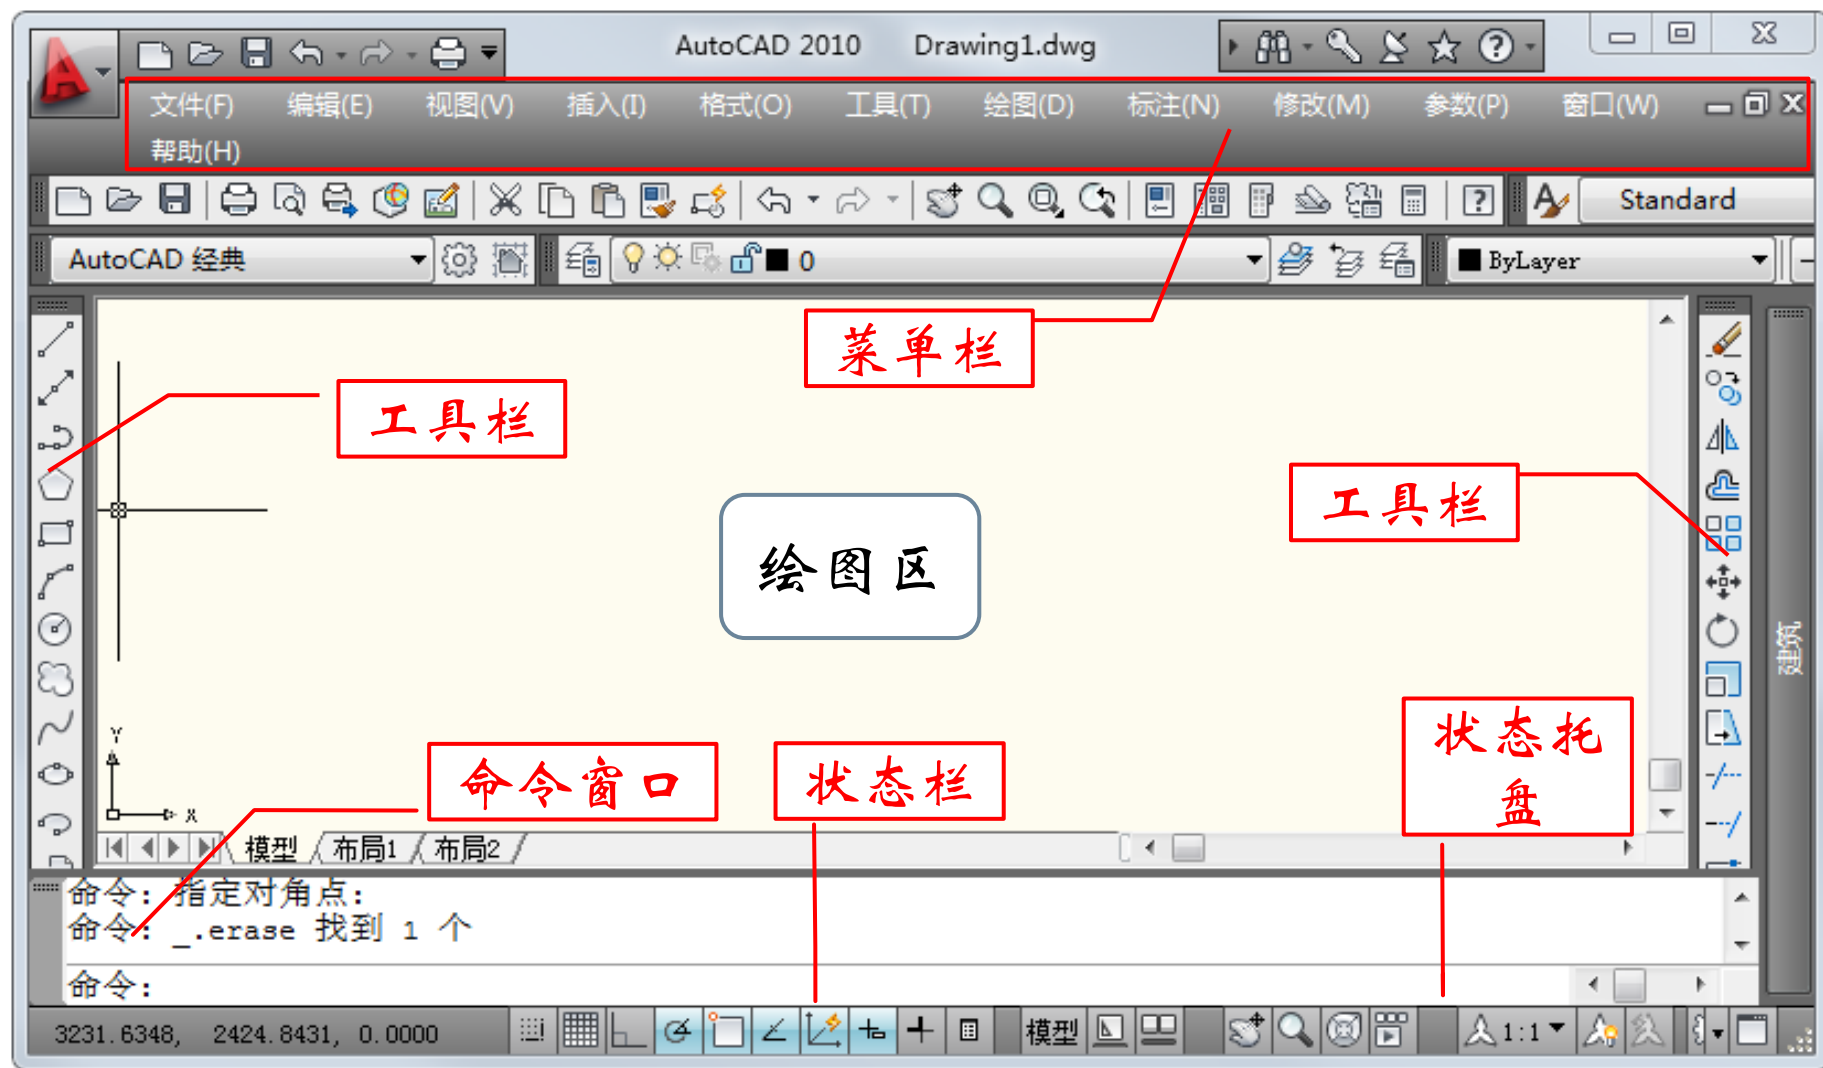 AutoCAD 2010 Drawing1.dwg
文件(F) 编辑(E) 视图(V) 插入(I) 格式(O) 工具(T) 绘图(D) 标注(N) 修改(M) 参数(P) 窗口(W)
帮助(H)
Standard
AutoCAD 经典
0
ByLayer
菜单栏
工具栏
工具栏
绘图区
建筑
状态托
盘
命令窗口
状态栏
Y
X
模型 布局1 布局2
命令: 指定对角点:
命令: _.erase 找到 1 个
命令:
3231.6348, 2424.8431, 0.0000 模型 1:1